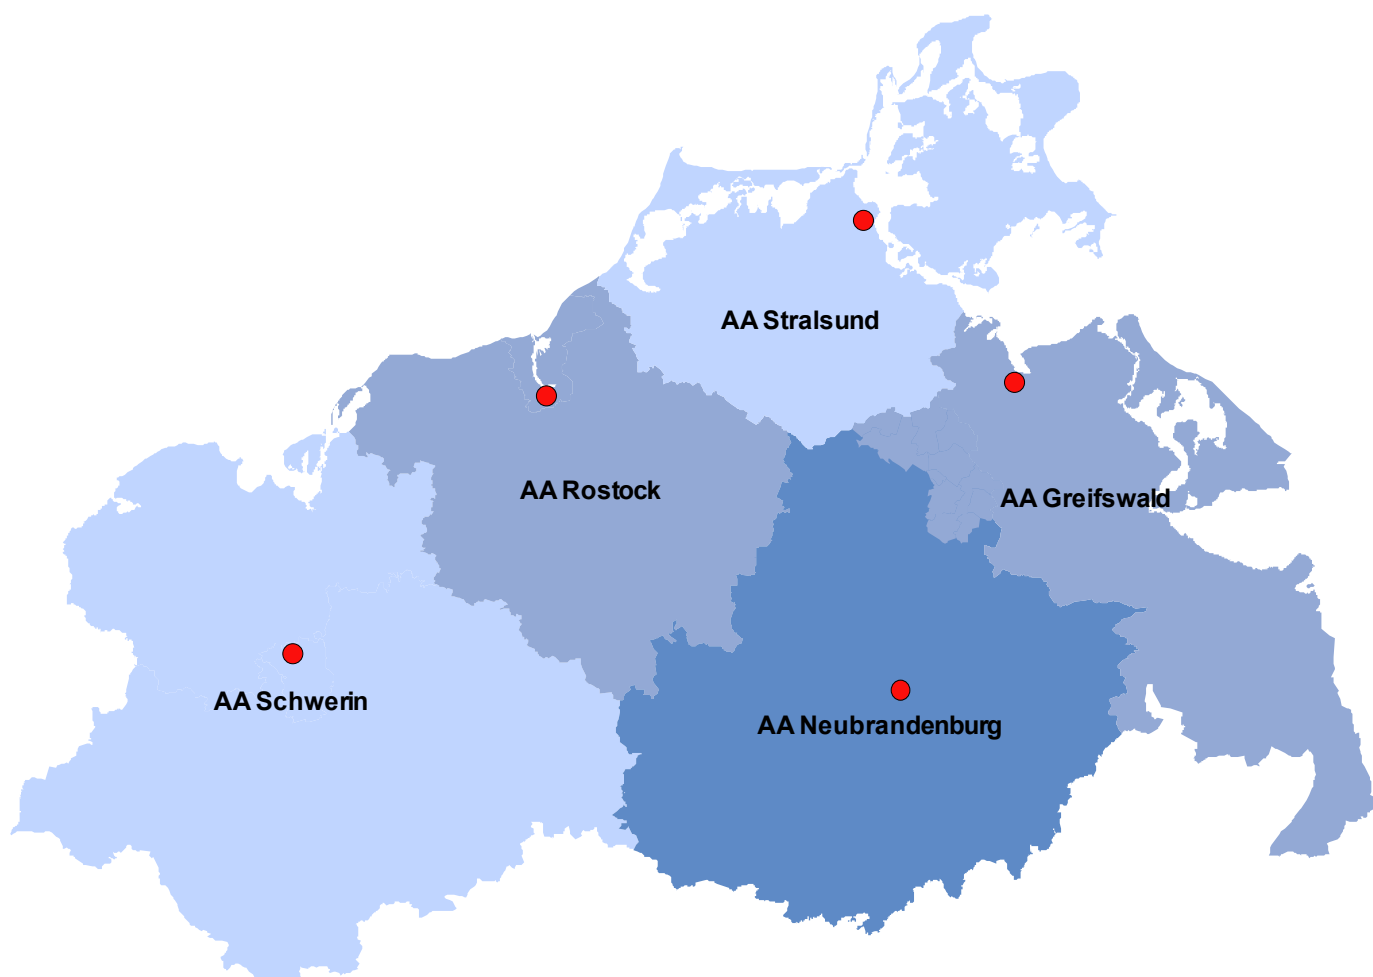 AA Stralsund
AA Rostock
AA Greifswald
AA Schwerin
AA Neubrandenburg